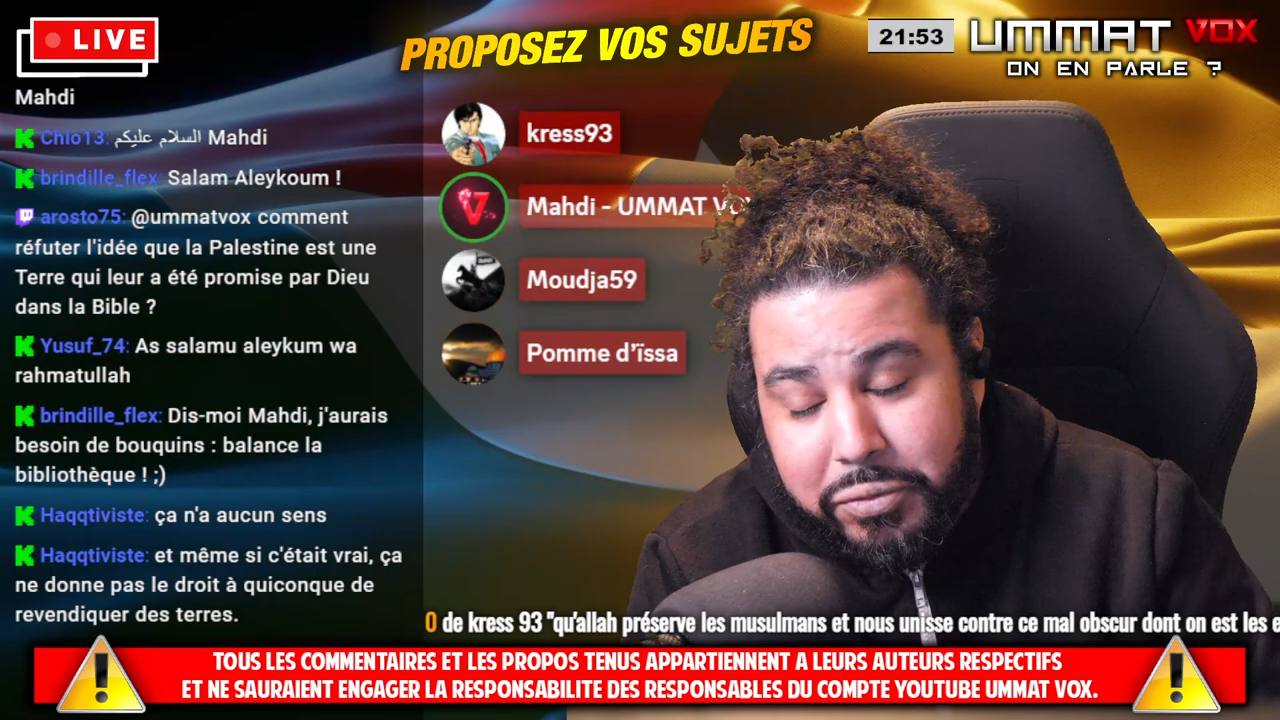 LIVE
PROPOSEZ VOS SUJETS
21:53
UMMAT VOX
ON EN PARLE ?
Mahdi
Chlo13: السلام عليكم Mahdi
brindille_flex: Salam Aleykoum !
arosto75: @ummatvox comment
réfuter l'idée que la Palestine est une
Terre qui leur a été promise par Dieu
dans la Bible ?
Yusuf_74: As salamu aleykum wa
rahmatullah
brindille_flex: Dis-moi Mahdi, j'aurais
besoin de bouquins : balance la
bibliothèque ! ;)
Haqqtiviste: ça n'a aucun sens
Haqqtiviste: et même si c'était vrai, ça
ne donne pas le droit à quiconque de
revendiquer des terres.
kress93
Mahdi - UMMAT VOX
Moudja59
Pomme d'ïssa
0 de kress 93 "qu'allah préserve les musulmans et nous unisse contre ce mal obscur dont on est les e
TOUS LES COMMENTAIRES ET LES PROPOS TENUS APPARTIENNENT A LEURS AUTEURS RESPECTIFS
ET NE SAURAIENT ENGAGER LA RESPONSABILITE DES RESPONSABLES DU COMPTE YOUTUBE UMMAT VOX.